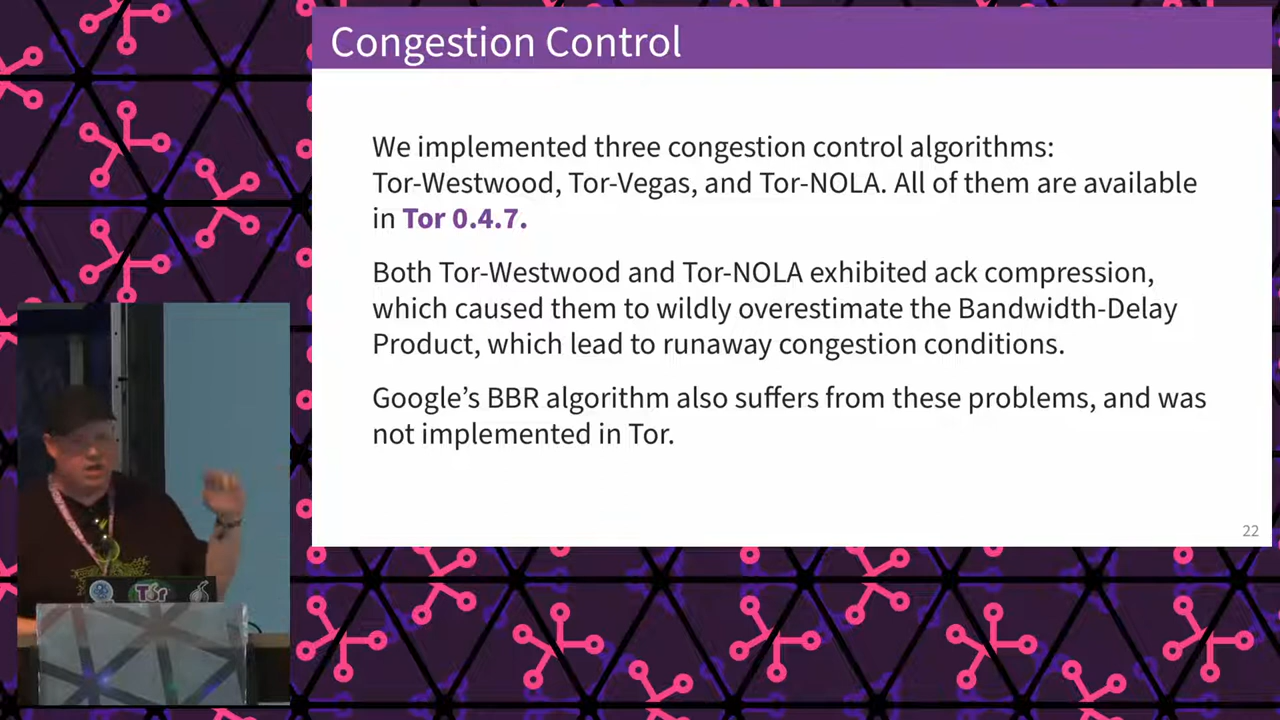 Congestion Control
We implemented three congestion control algorithms:
Tor-Westwood, Tor-Vegas, and Tor-NOLA. All of them are available
in Tor 0.4.7.
Both Tor-Westwood and Tor-NOLA exhibited ack compression,
which caused them to wildly overestimate the Bandwidth-Delay
Product, which lead to runaway congestion conditions.
Google’s BBR algorithm also suffers from these problems, and was
not implemented in Tor.
22
Tor